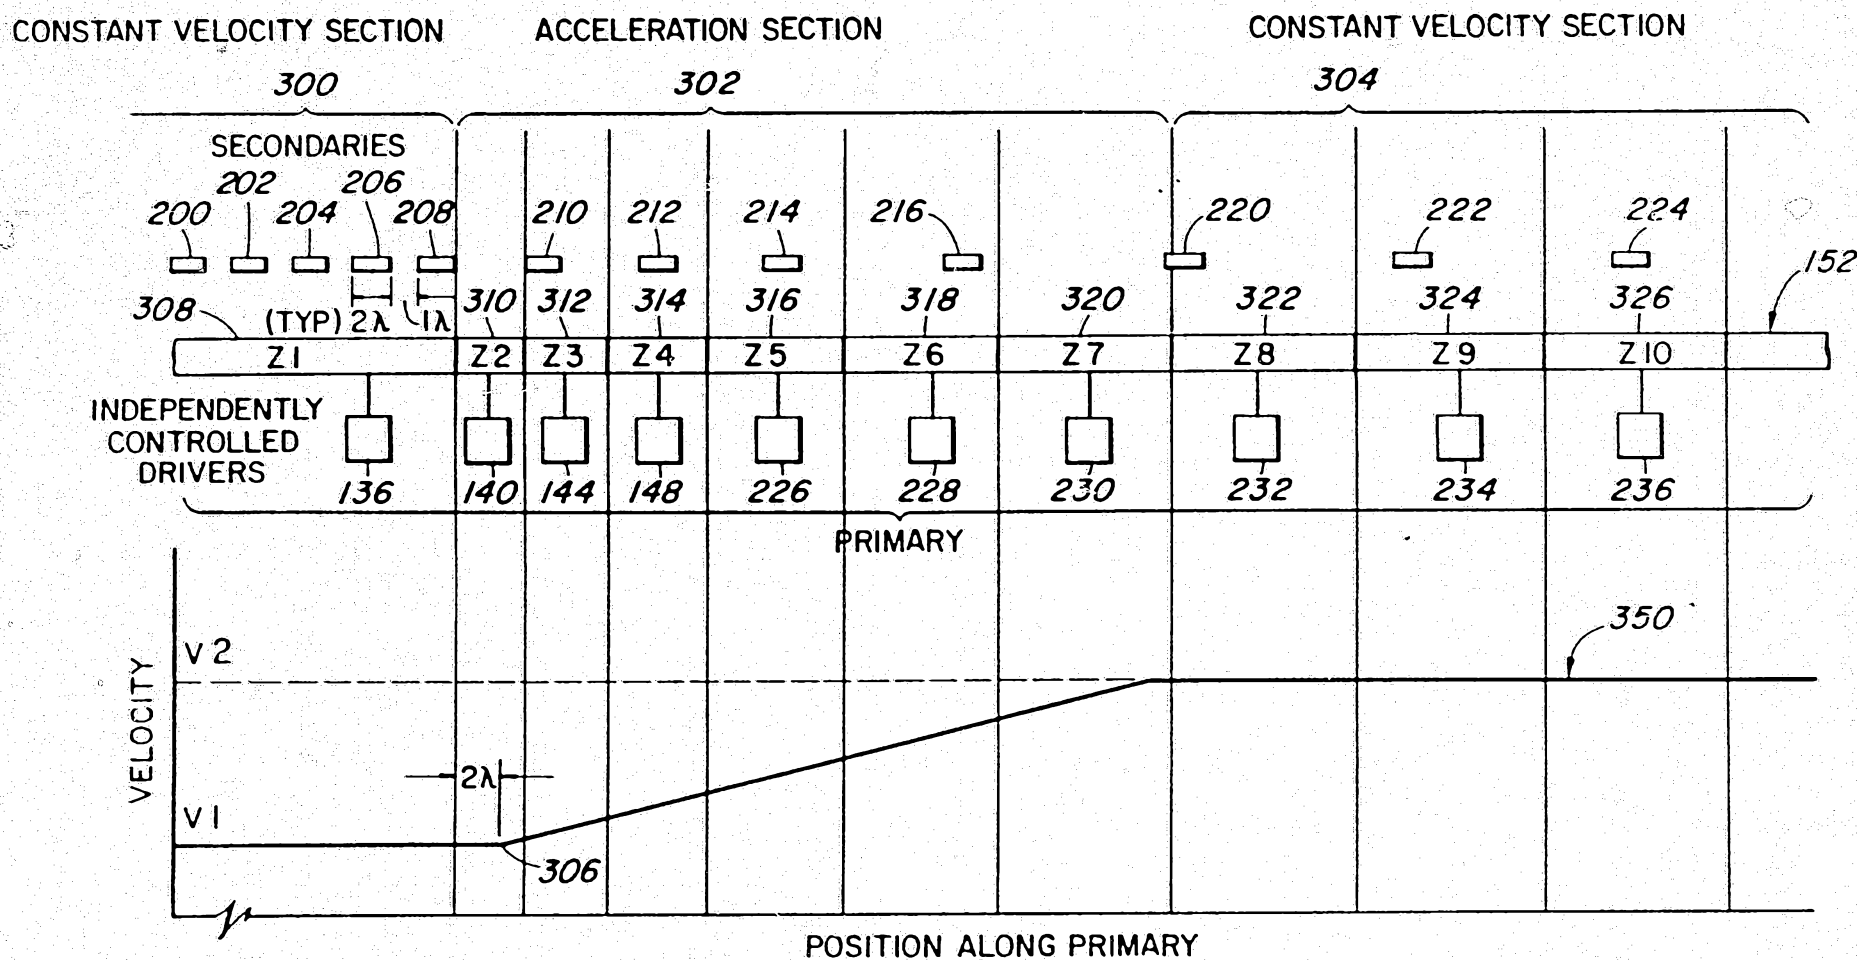 CONSTANT VELOCITY SECTION ACCELERATION SECTION CONSTANT VELOCITY SECTION
300 302 304
SECONDARIES
202 206
200 204 208 210 212 214 216 220 222 224
152
308 (TYP) 2λ 1λ 310 312 314 316 318 320 322 324 326
Z1 Z2 Z3 Z4 Z5 Z6 Z7 Z8 Z9 Z10
INDEPENDENTLY
CONTROLLED
DRIVERS
136 140 144 148 226 228 230 232 234 236
PRIMARY
350
V2
VELOCITY
2λ
V1
306
POSITION ALONG PRIMARY